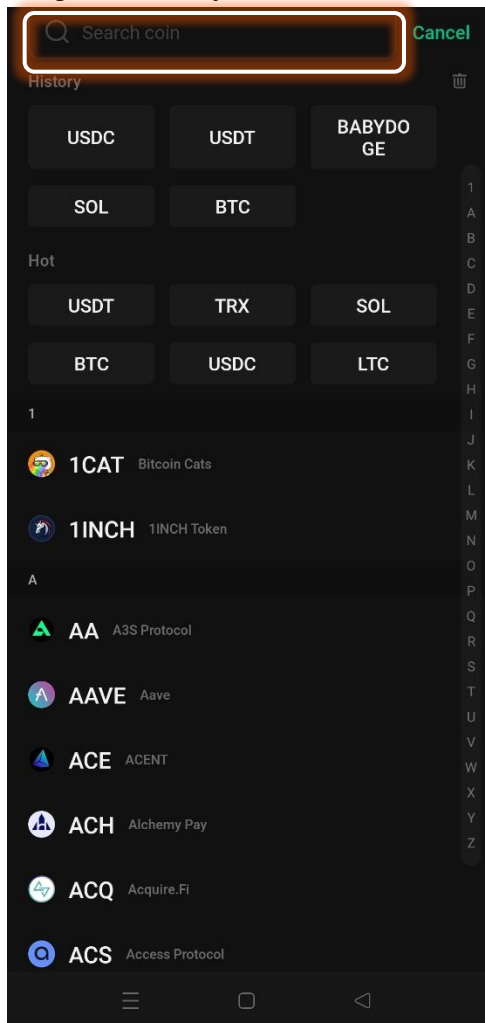 Search coin
Cancel
History
USDC
USDT
BABYDO
GE
SOL
BTC
Hot
USDT
TRX
SOL
BTC
USDC
LTC
1
1CAT Bitcoin Cats
1INCH 1INCH Token
A
AA A3S Protocol
AAVE Aave
ACE ACENT
ACH Alchemy Pay
ACQ Acquire.Fi
ACS Access Protocol
1
A
B
C
D
E
F
G
H
I
J
K
L
M
N
O
P
Q
R
S
T
U
V
W
X
Y
Z